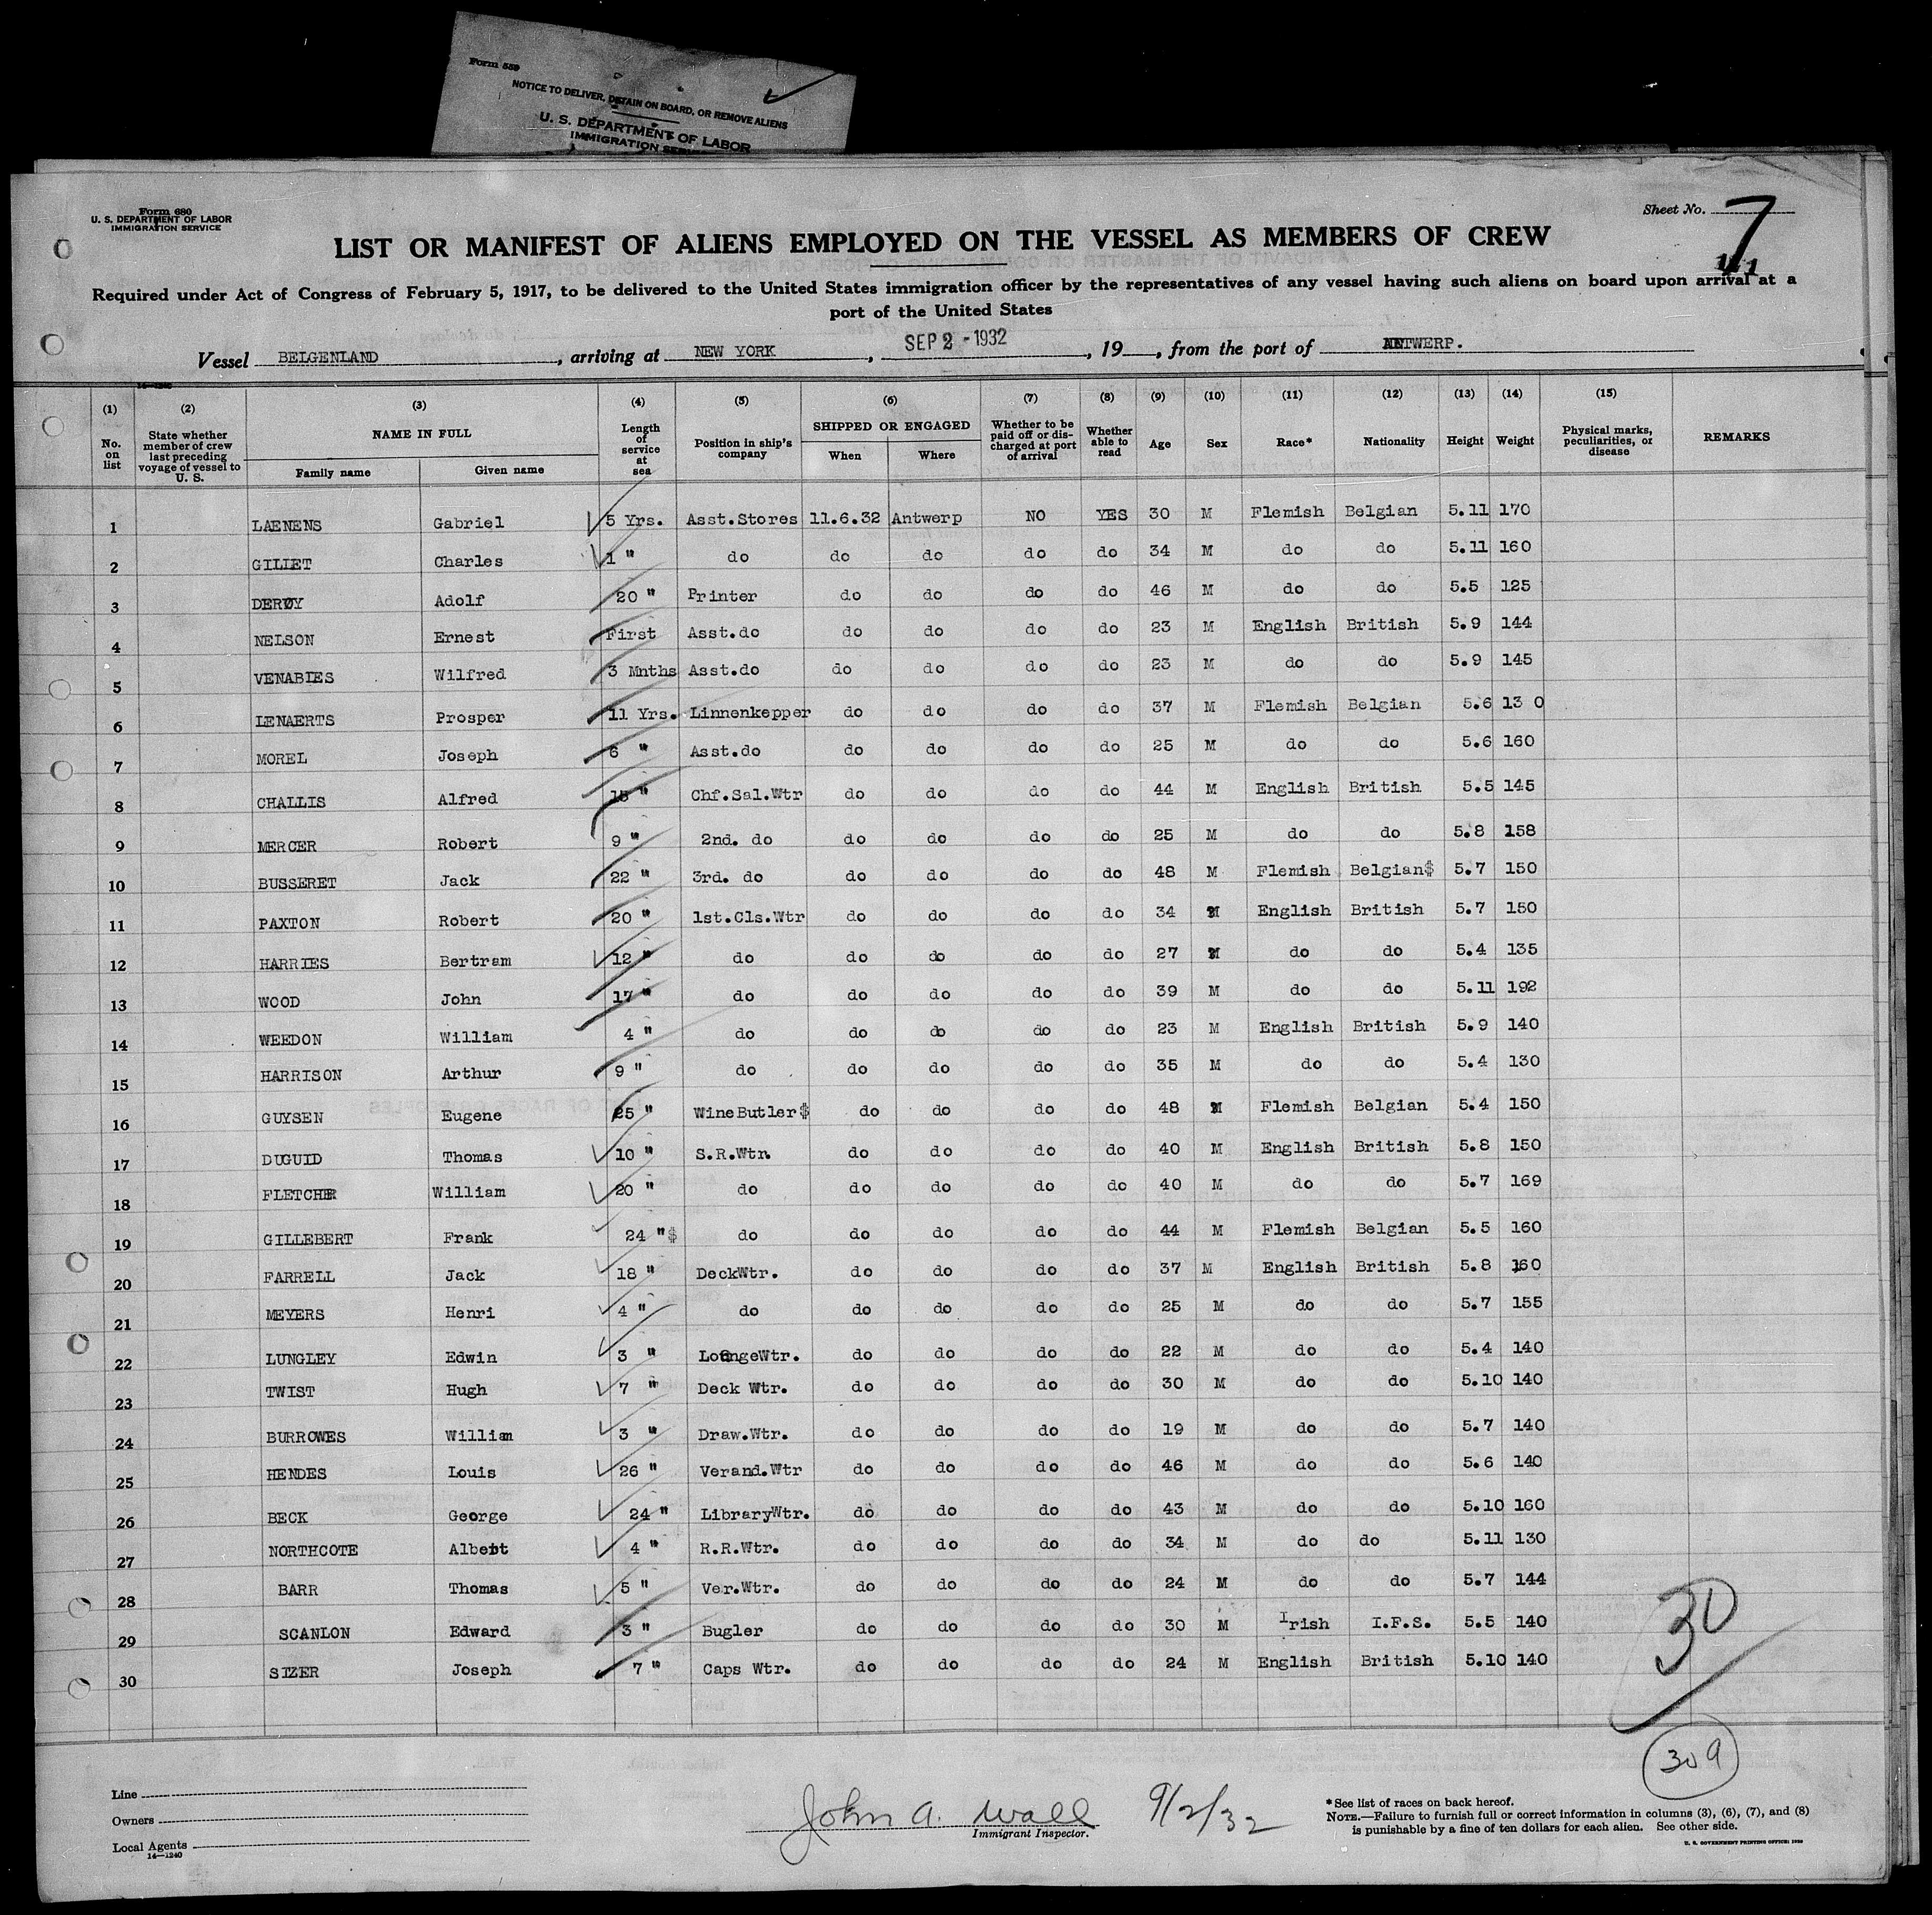 Form 559
NOTICE TO DELIVER, DETAIN ON BOARD, OR REMOVE ALIENS
U. S. DEPARTMENT OF LABOR
IMMIGRATION SERVICE
Form 680
U. S. DEPARTMENT OF LABOR
IMMIGRATION SERVICE
Sheet No. 7
LIST OR MANIFEST OF ALIENS EMPLOYED ON THE VESSEL AS MEMBERS OF CREW
Required under Act of Congress of February 5, 1917, to be delivered to the United States immigration officer by the representatives of any vessel having such aliens on board upon arrival at a
port of the United States
Vessel BELGENLAND, arriving at NEW YORK, SEP 2 - 1932, 19, from the port of ANTWERP.
14-1240
(1) (2) (3) (4) (5) (6) (7) (8) (9) (10) (11) (12) (13) (14) (15)
No. on list State whether member of crew last preceding voyage of vessel to U. S. NAME IN FULL Family name Given name Length of service at sea Position in ship's company SHIPPED OR ENGAGED When Where Whether to be paid off or discharged at port of arrival Whether able to read Age Sex Race* Nationality Height Weight Physical marks, peculiarities, or disease REMARKS
1 LAENENS Gabriel 5 Yrs. Asst.Stores 11.6.32 Antwerp NO YES 30 M Flemish Belgian 5.11 170
2 GILLET Charles 1 " do do do do do 34 M do do 5.11 160
3 DEROY Adolf 20 " Printer do do do do 46 M do do 5.5 125
4 NELSON Ernest First Asst.do do do do do 23 M English British 5.9 144
5 VENABIES Wilfred 3 Mnths Asst.do do do do do 23 M do do 5.9 145
6 LENAERTS Prosper 11 Yrs. Linnenkepper do do do do 37 M Flemish Belgian 5.6 13 0
7 MOREL Joseph 6 " Asst.do do do do do 25 M do do 5.6 160
8 CHALLIS Alfred 15 " Chf.Sal.Wtr do do do do 44 M English British 5.5 145
9 MERCER Robert 9 " 2nd. do do do do do 25 M do do 5.8 158
10 BUSSERET Jack 22 " 3rd. do do do do do 48 M Flemish Belgian$ 5.7 150
11 PAXTON Robert 20 " 1st.Cls.Wtr do do do do 34 M English British 5.7 150
12 HARRIES Bertram 12 " do do do do do 27 M do do 5.4 135
13 WOOD John 17 " do do do do do 39 M do do 5.11 192
14 WEEDON William 4 " do do do do do 23 M English British 5.9 140
15 HARRISON Arthur 9 " do do do do do 35 M do do 5.4 130
16 GUYSEN Eugene 25 " WineButler$ do do do do 48 M Flemish Belgian 5.4 150
17 DUGUID Thomas 10 " S.R.Wtr. do do do do 40 M English British 5.8 150
18 FLETCHER William 20 " do do do do do 40 M do do 5.7 169
19 GILLEBERT Frank 24 "$ do do do do do 44 M Flemish Belgian 5.5 160
20 FARRELL Jack 18 " DeckWtr. do do do do 37 M English British 5.8 160
21 MEYERS Henri 4 " do do do do do 25 M do do 5.7 155
22 LUNGLEY Edwin 3 " LoungeWtr. do do do do 22 M do do 5.4 140
23 TWIST Hugh 7 " Deck Wtr. do do do do 30 M do do 5.10 140
24 BURROWES William 3 " Draw.Wtr. do do do do 19 M do do 5.7 140
25 HENDES Louis 26 " Verand.Wtr do do do do 46 M do do 5.6 140
26 BECK George 24 " LibraryWtr. do do do do 43 M do do 5.10 160
27 NORTHCOTE Albert 4 " R.R.Wtr. do do do do 34 M do do 5.11 130
28 BARR Thomas 5 " Ver.Wtr. do do do do 24 M do do 5.7 144
29 SCANLON Edward 3 " Bugler do do do do 30 M Irish I.F.S. 5.5 140
30 SIZER Joseph 7 " Caps Wtr. do do do do 24 M English British 5.10 140
30
309
Line
Owners
Local Agents
14—1240
John A. Wall 9/2/32
Immigrant Inspector.
*See list of races on back hereof.
NOTE.—Failure to furnish full or correct information in columns (3), (6), (7), and (8)
is punishable by a fine of ten dollars for each alien. See other side.
U. S. GOVERNMENT PRINTING OFFICE: